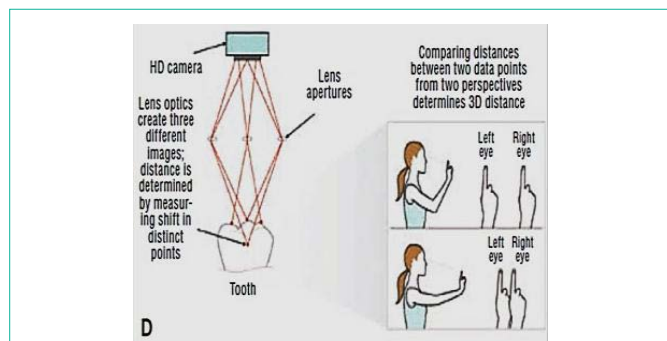 HD camera
Lens
apertures
Lens optics
create three
different
images;
distance is
determined
by measur-
ing shift in
distinct
points
Tooth
D
Comparing distances
between two data points
from two perspectives
determines 3D distance
Left
eye
Right
eye
Left
eye
Right
eye